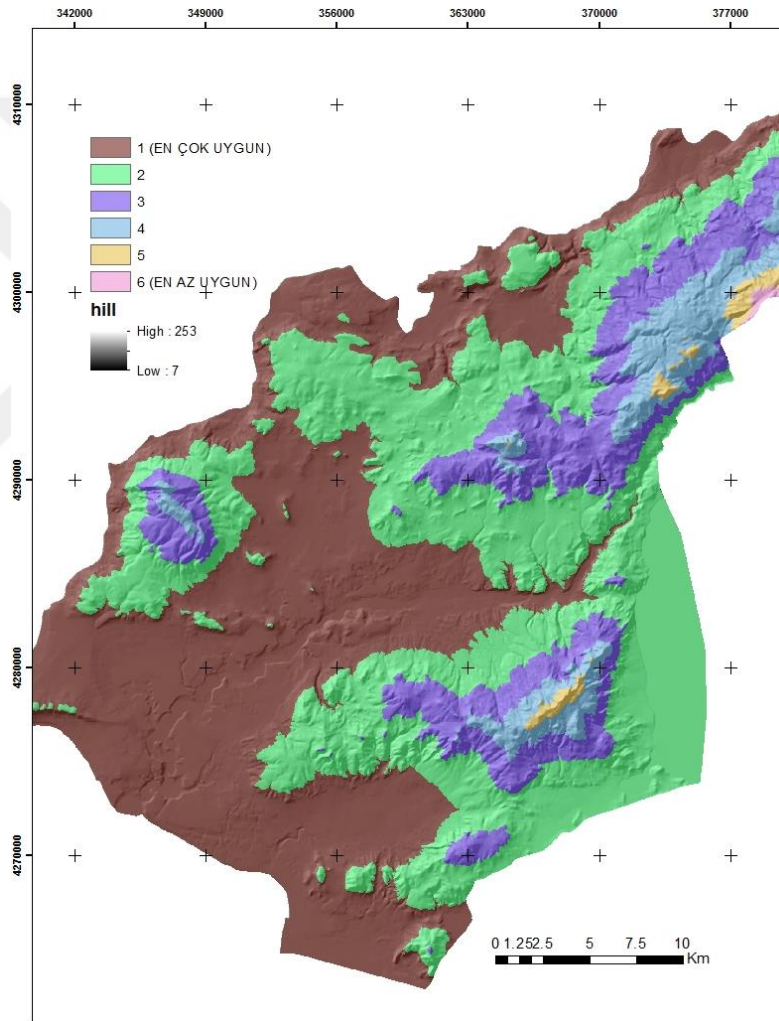 342000 349000 356000 363000 370000 377000
4310000
1 (EN ÇOK UYGUN)
2
3
4
5
6 (EN AZ UYGUN)
hill
High : 253
Low : 7
4300000
4290000
4280000
4270000
0 1.252.5 5 7.5 10
Km